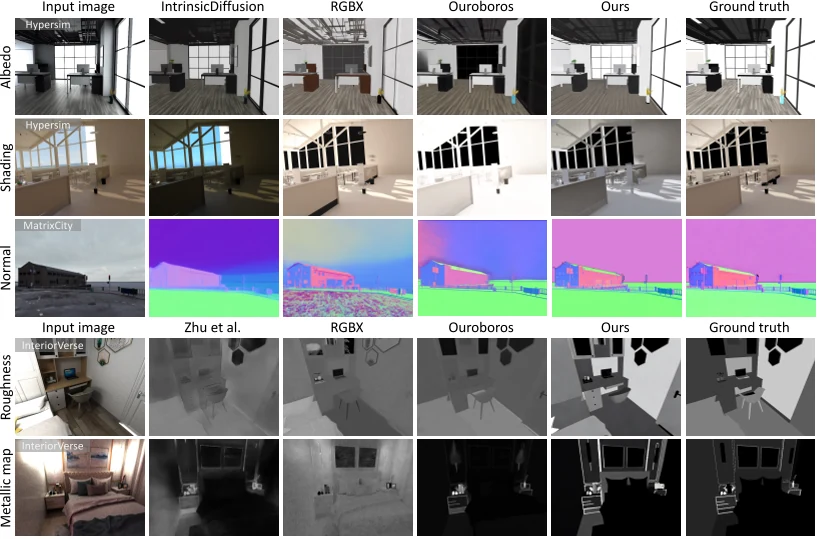 Input image IntrinsicDiffusion RGBX Ouroboros Ours Ground truth
Albedo
Hypersim
Shading
Hypersim
Normal
MatrixCity
Input image Zhu et al. RGBX Ouroboros Ours Ground truth
Roughness
InteriorVerse
Metallic map
InteriorVerse